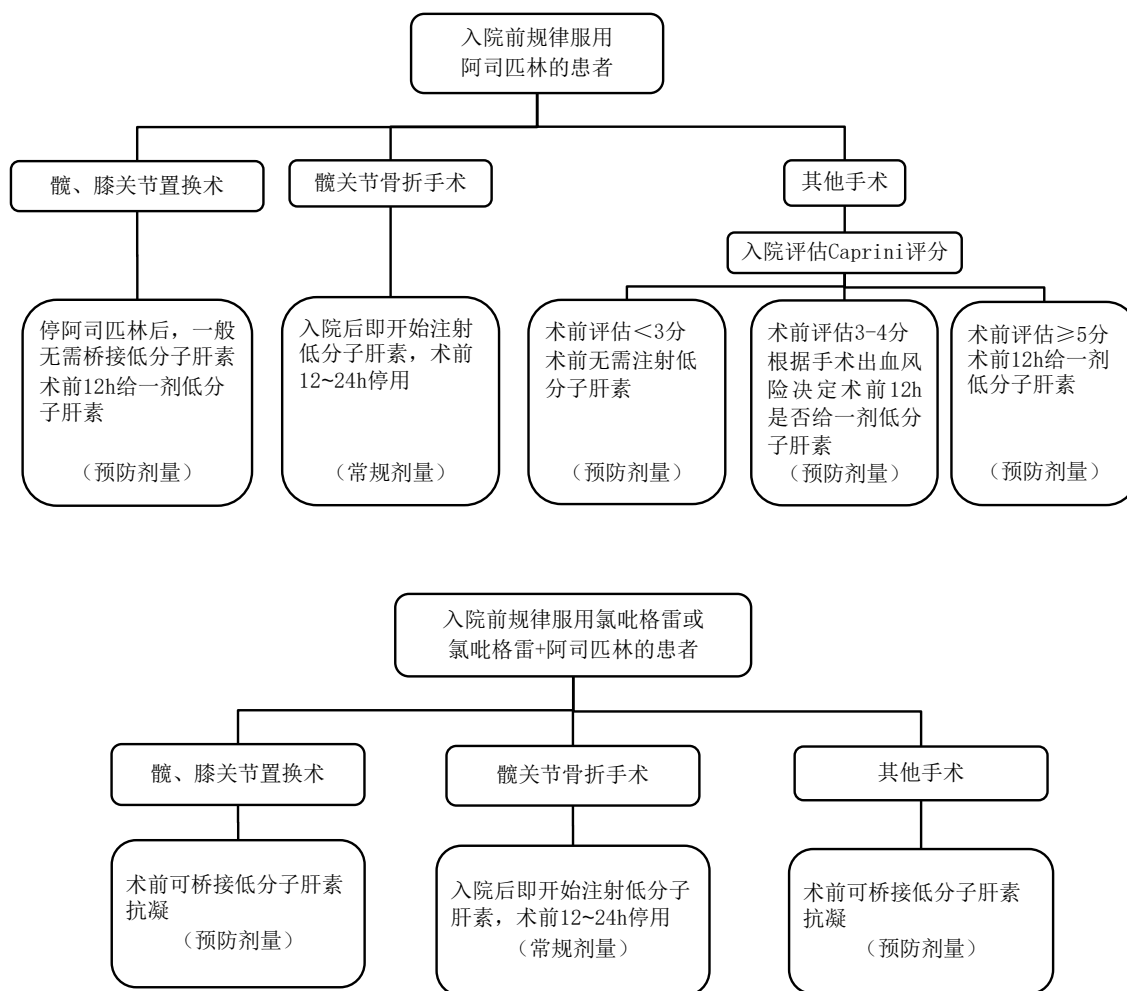 入院前规律服用
阿司匹林的患者
髋、膝关节置换术
髋关节骨折手术
其他手术
入院评估Caprini评分
停阿司匹林后，一般
无需桥接低分子肝素
术前12h给一剂低分
子肝素
（预防剂量）
入院后即开始注射
低分子肝素，术前
12~24h停用
（常规剂量）
术前评估＜3分
术前无需注射低
分子肝素
（预防剂量）
术前评估3-4分
根据手术出血风
险决定术前12h
是否给一剂低分
子肝素
（预防剂量）
术前评估≥5分
术前12h给一剂
低分子肝素
（预防剂量）
入院前规律服用氯吡格雷或
氯吡格雷+阿司匹林的患者
髋、膝关节置换术
髋关节骨折手术
其他手术
术前可桥接低分子肝素
抗凝
（预防剂量）
入院后即开始注射低分子
肝素，术前12~24h停用
（常规剂量）
术前可桥接低分子肝素
抗凝
（预防剂量）